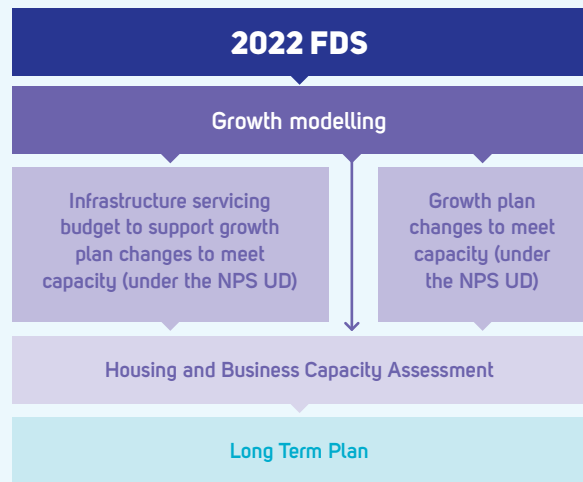 2022 FDS
Growth modelling
Infrastructure servicing
budget to support growth
plan changes to meet
capacity (under the NPS UD)
Growth plan
changes to meet
capacity (under
the NPS UD)
Housing and Business Capacity Assessment
Long Term Plan